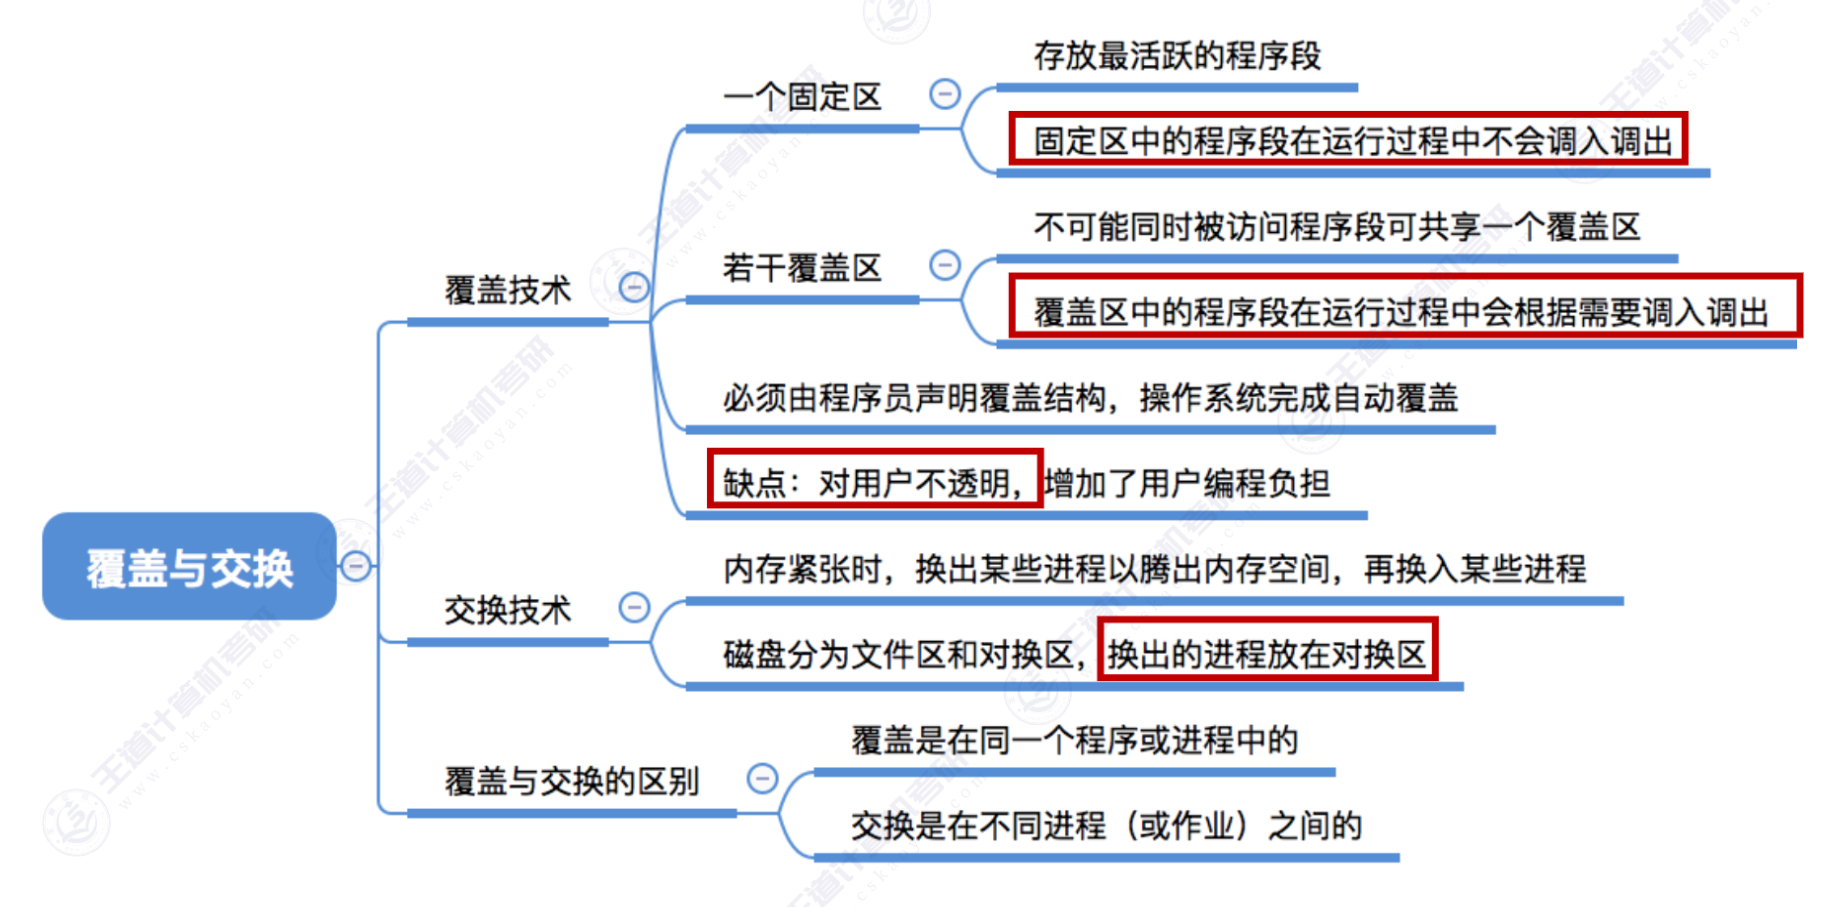 存放最活跃的程序段
一个固定区
固定区中的程序段在运行过程中不会调入调出
不可能同时被访问程序段可共享一个覆盖区
若干覆盖区
覆盖技术
覆盖区中的程序段在运行过程中会根据需要调入调出
必须由程序员声明覆盖结构，操作系统完成自动覆盖
缺点：对用户不透明，增加了用户编程负担
覆盖与交换
内存紧张时，换出某些进程以腾出内存空间，再换入某些进程
交换技术
磁盘分为文件区和对换区，换出的进程放在对换区
覆盖是在同一个程序或进程中的
覆盖与交换的区别
交换是在不同进程（或作业）之间的
王道计算机考研
www.cskaoyan.com